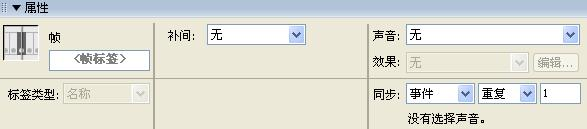 属性
帧
<帧标签>
标签类型: 名称
补间: 无
声音: 无
效果: 无 编辑...
同步: 事件 重复 1
没有选择声音。